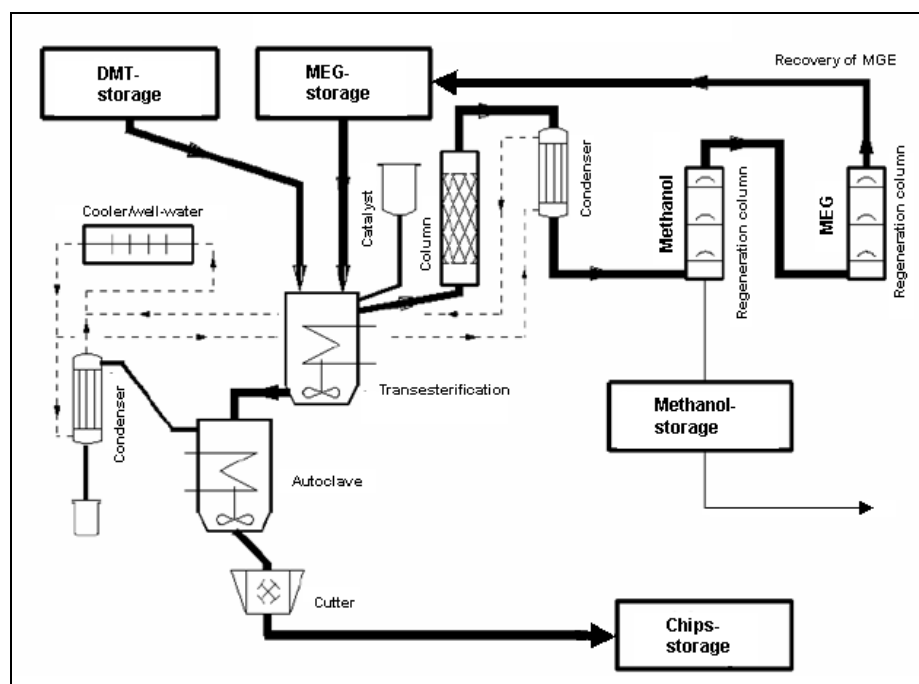 DMT-
storage
MEG-
storage
Recovery of MGE
Catalyst
Column
Condenser
Methanol
Regeneration column
MEG
Regeneration column
Cooler/well-water
Condenser
Transesterification
Autoclave
Methanol-
storage
Cutter
Chips-
storage